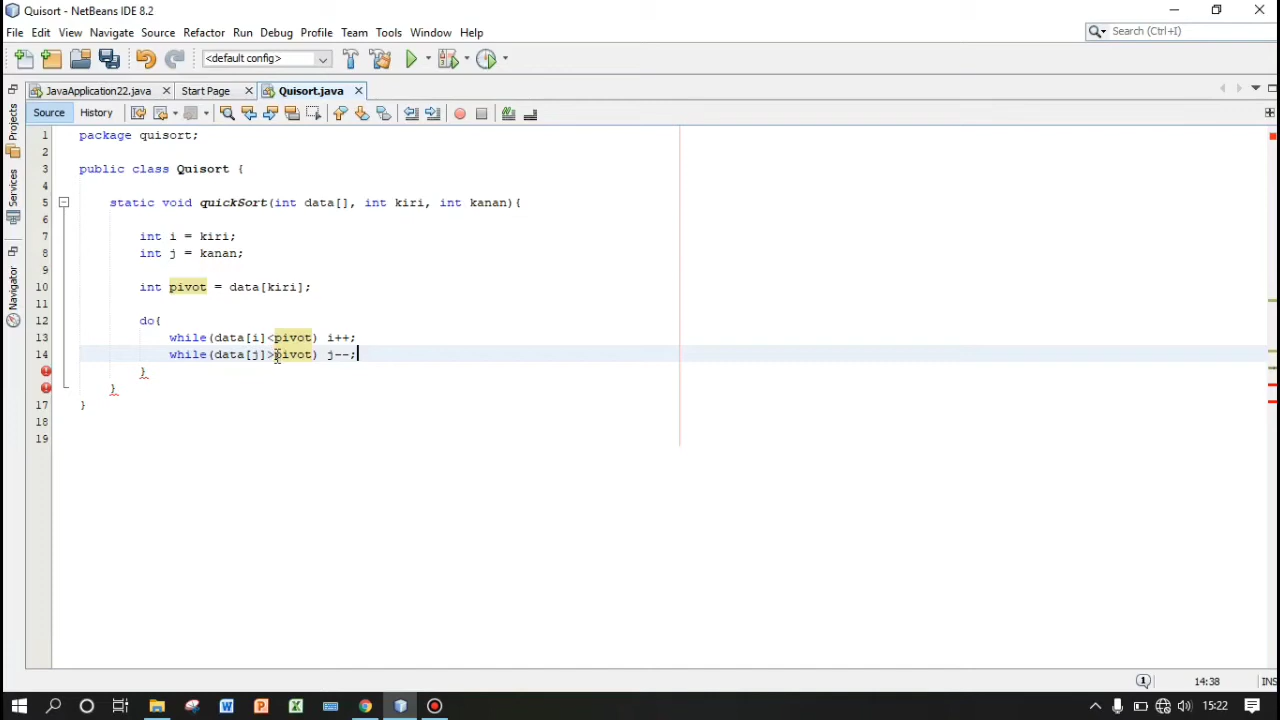 Quisort - NetBeans IDE 8.2
File Edit View Navigate Source Refactor Run Debug Profile Team Tools Window Help
Search (Ctrl+I)
<default config>
JavaApplication22.java Start Page Quisort.java
Source History
Projects
Services
Navigator
1 package quisort;
2
3 public class Quisort {
4
5 static void quickSort(int data[], int kiri, int kanan){
6
7 int i = kiri;
8 int j = kanan;
9
10 int pivot = data[kiri];
11
12 do{
13 while(data[i]<pivot) i++;
14 while(data[j]>pivot) j--;
}
}
17 }
18
19
1 14:38 INS
15:22